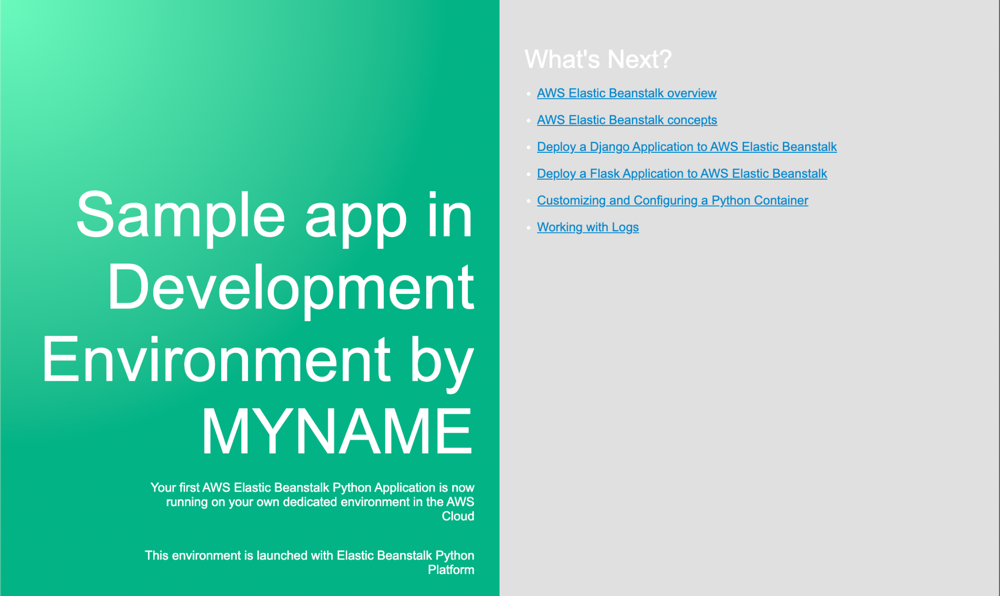 Sample app in
Development
Environment by
MYNAME
Your first AWS Elastic Beanstalk Python Application is now
running on your own dedicated environment in the AWS
Cloud
This environment is launched with Elastic Beanstalk Python
Platform
What's Next?
AWS Elastic Beanstalk overview
AWS Elastic Beanstalk concepts
Deploy a Django Application to AWS Elastic Beanstalk
Deploy a Flask Application to AWS Elastic Beanstalk
Customizing and Configuring a Python Container
Working with Logs